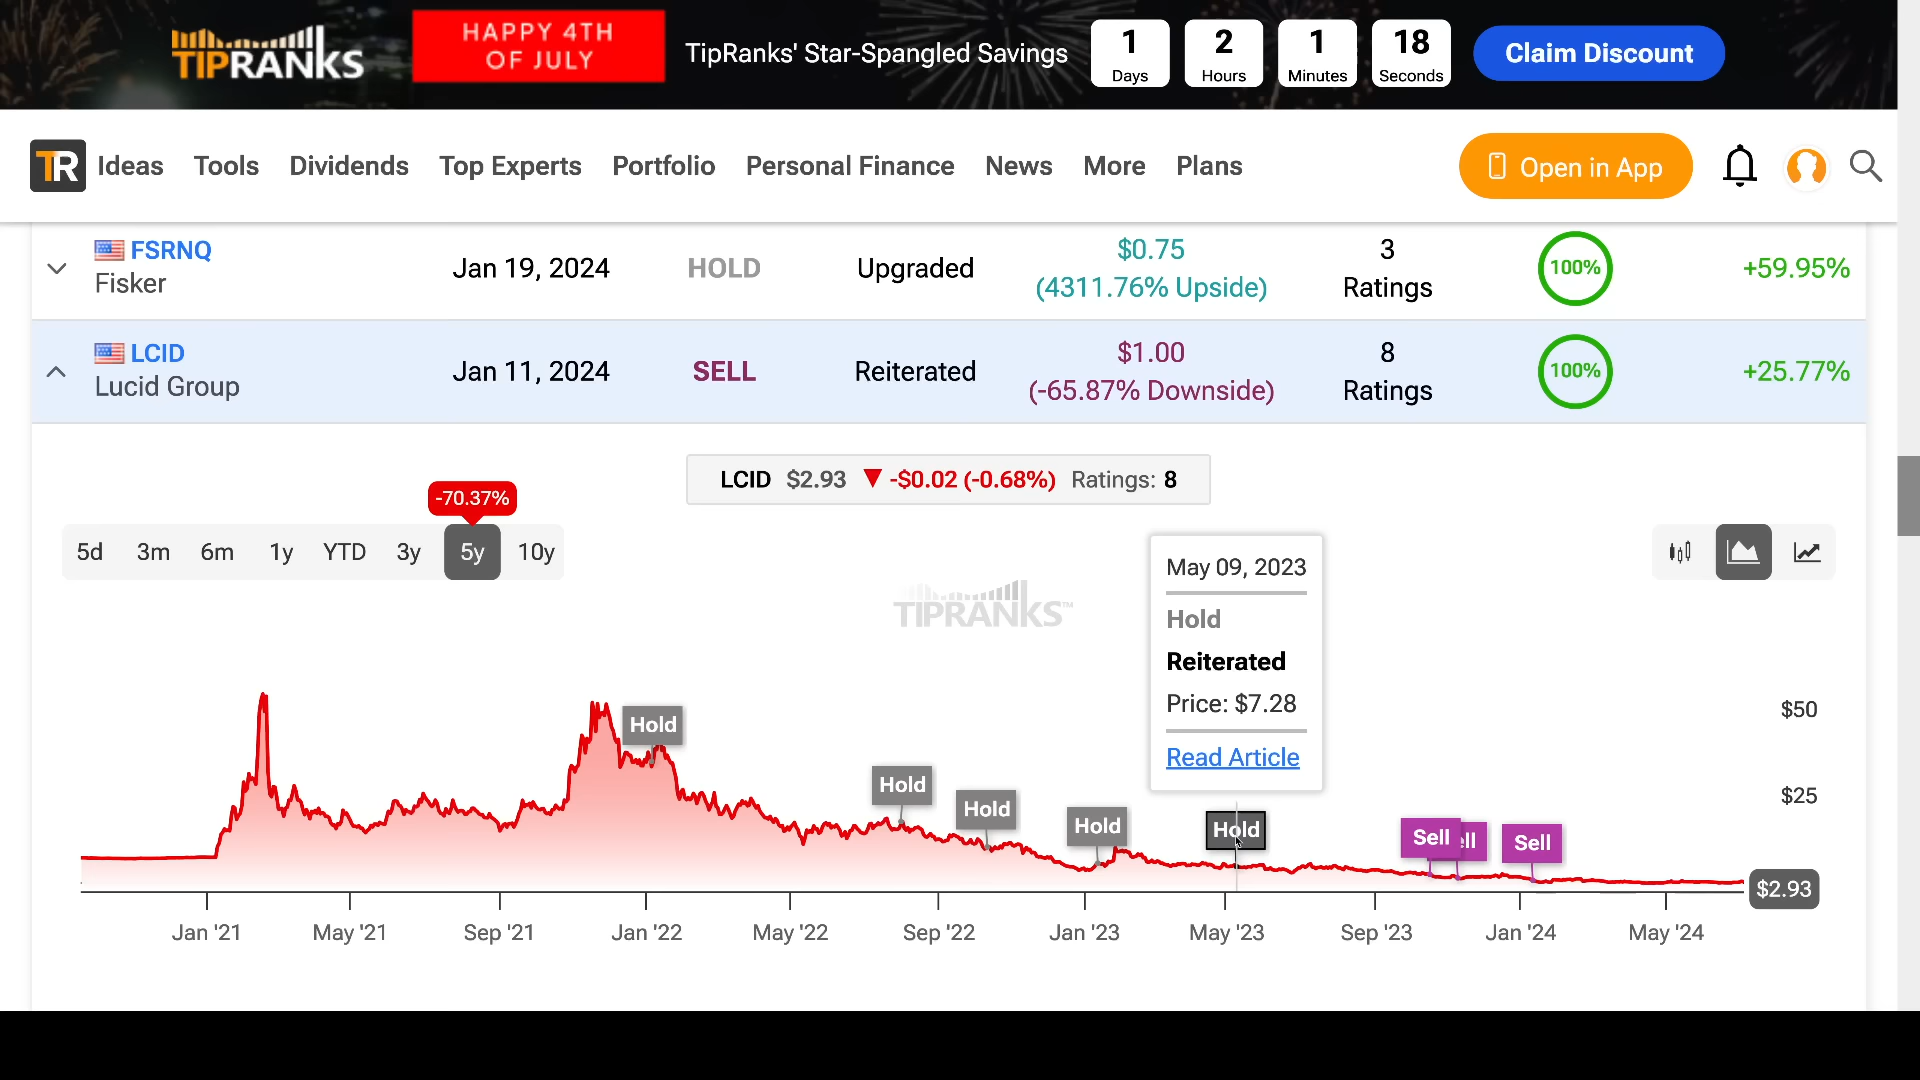 TIPRANKS
HAPPY 4TH
OF JULY
TipRanks' Star-Spangled Savings
1
Days
2
Hours
1
Minutes
18
Seconds
Claim Discount
TR
Ideas
Tools
Dividends
Top Experts
Portfolio
Personal Finance
News
More
Plans
Open in App
FSRNQ
Fisker
Jan 19, 2024
HOLD
Upgraded
$0.75
(4311.76% Upside)
3
Ratings
100%
+59.95%
LCID
Lucid Group
Jan 11, 2024
SELL
Reiterated
$1.00
(-65.87% Downside)
8
Ratings
100%
+25.77%
LCID $2.93 ▼ -$0.02 (-0.68%) Ratings: 8
-70.37%
5d 3m 6m 1y YTD 3y 5y 10y
TIPRANKS™
May 09, 2023
Hold
Reiterated
Price: $7.28
Read Article
$50
$25
Hold
Hold
Hold
Hold
Hold
Sell
ell
Sell
$2.93
Jan '21 May '21 Sep '21 Jan '22 May '22 Sep '22 Jan '23 May '23 Sep '23 Jan '24 May '24